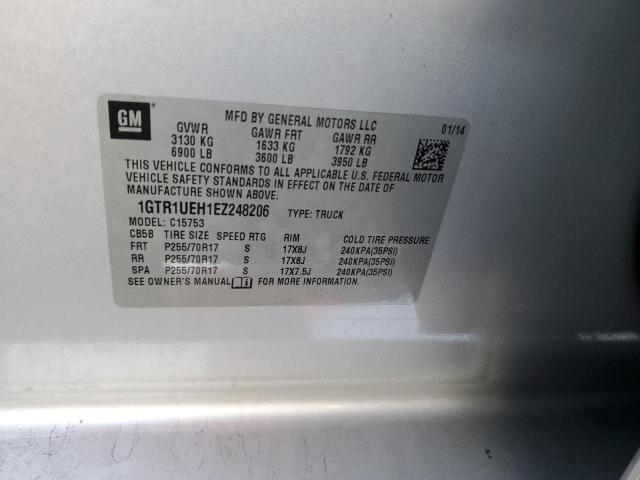 GM
MFD BY GENERAL MOTORS LLC
01/14
GVWR GAWR FRT GAWR RR
3130 KG 1633 KG 1792 KG
6900 LB 3600 LB 3950 LB
THIS VEHICLE CONFORMS TO ALL APPLICABLE U.S. FEDERAL MOTOR
VEHICLE SAFETY STANDARDS IN EFFECT ON THE DATE OF
MANUFACTURE SHOWN ABOVE.
1GTR1UEH1EZ248206 TYPE: TRUCK
MODEL: C15753
CB5B TIRE SIZE SPEED RTG RIM COLD TIRE PRESSURE
FRT P255/70R17 S 17X8J 240KPA(35PSI)
RR P255/70R17 S 17X8J 240KPA(35PSI)
SPA P255/70R17 S 17X7.5J 240KPA(35PSI)
SEE OWNER'S MANUAL FOR MORE INFORMATION.